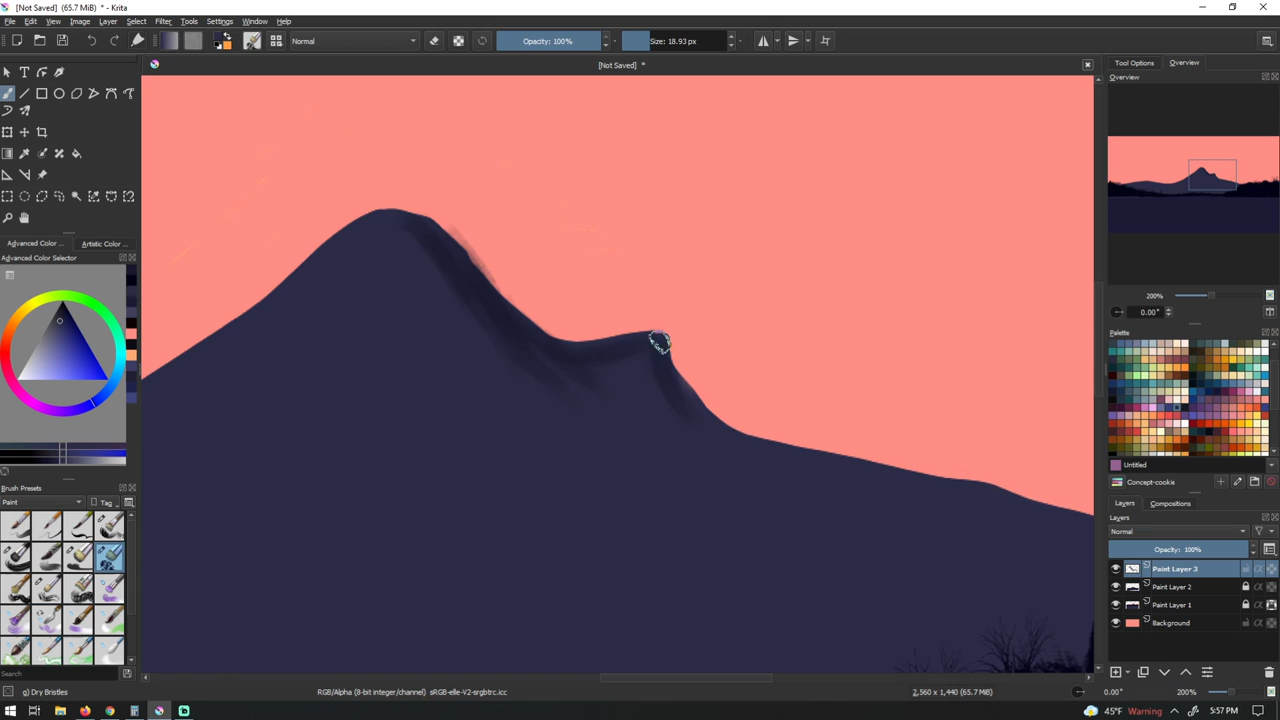 [Not Saved] (65.7 MiB) * - Krita
File Edit View Image Layer Select Filter Tools Settings Window Help
Normal Opacity: 100% Size: 18.93 px
[Not Saved] *
Tool Options Overview
Overview
Advanced Color ... Artistic Color ...
Advanced Color Selector
200%
0.00°
Palette
Untitled
Concept-cookie
Brush Presets
Paint Tag
Layers Compositions
Layers
Normal
Opacity: 100%
Paint Layer 3
Paint Layer 2
Paint Layer 1
Background
Search
g) Dry Bristles RGB/Alpha (8-bit integer/channel) sRGB-elle-V2-srgbtrc.icc 2,560 x 1,440 (65.7 MiB) 0.00° 200%
45°F Warning 5:57 PM